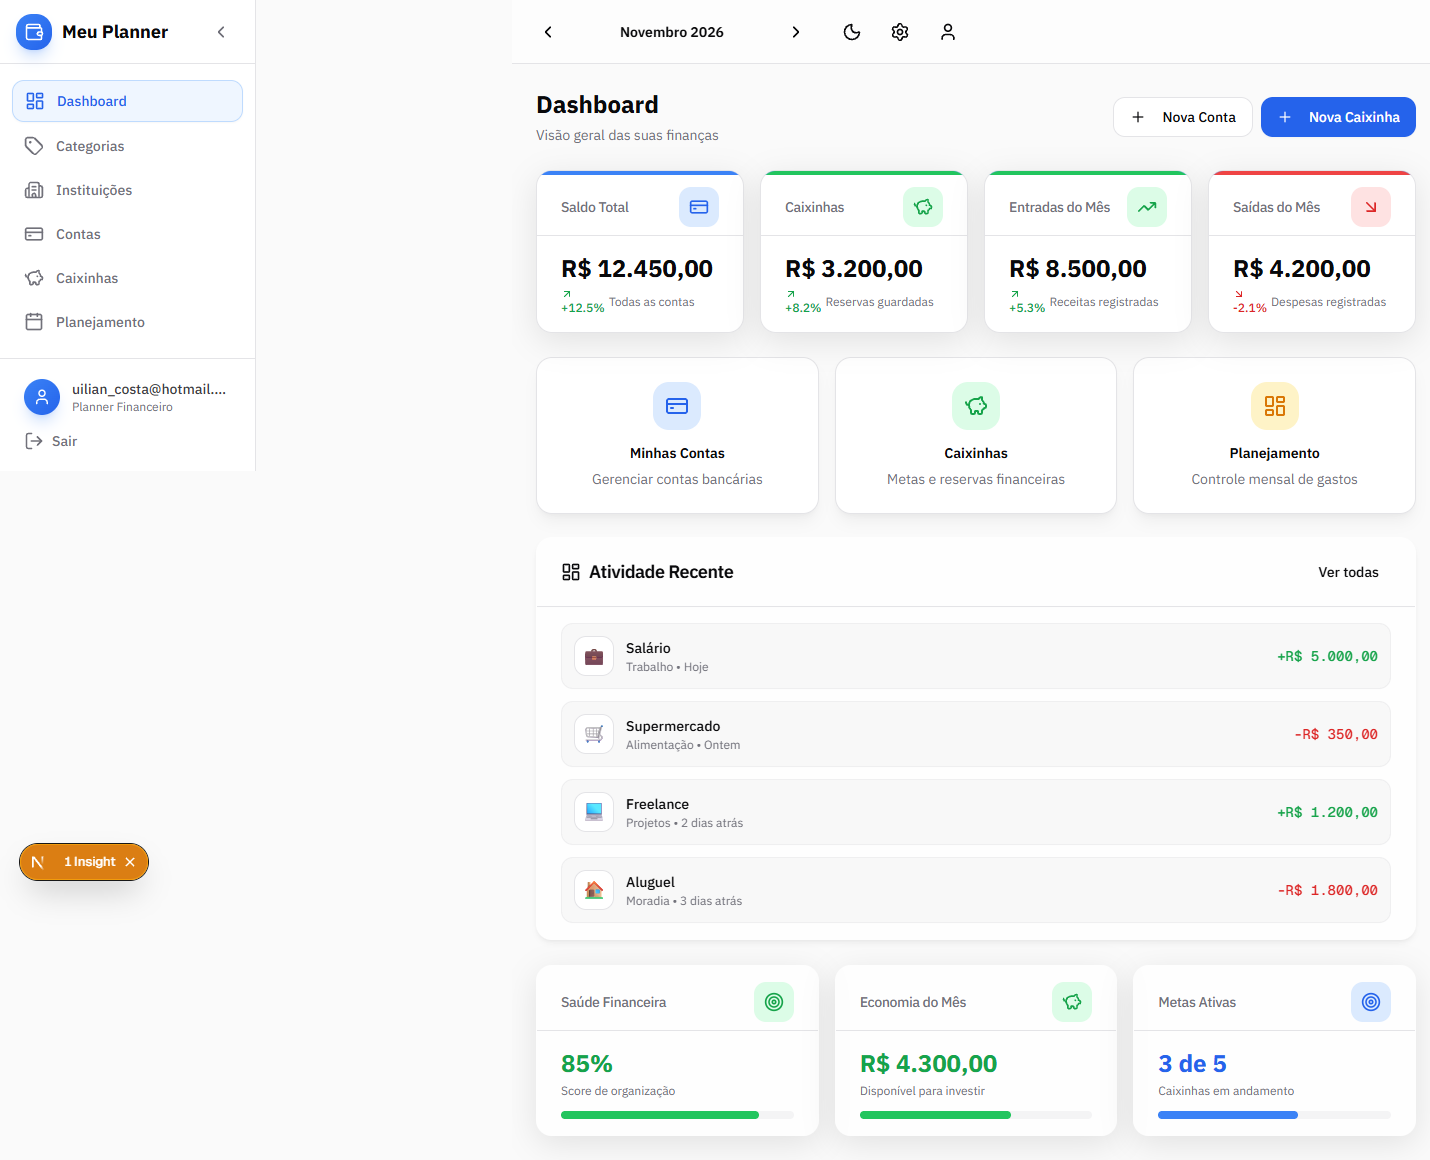 Meu Planner
Dashboard
Categorias
Instituições
Contas
Caixinhas
Planejamento
uilian_costa@hotmail....
Planner Financeiro
Sair
1 Insight
Novembro 2026
Dashboard
Visão geral das suas finanças
Nova Conta
Nova Caixinha
Saldo Total
R$ 12.450,00
+12.5% Todas as contas
Caixinhas
R$ 3.200,00
+8.2% Reservas guardadas
Entradas do Mês
R$ 8.500,00
+5.3% Receitas registradas
Saídas do Mês
R$ 4.200,00
-2.1% Despesas registradas
Minhas Contas
Gerenciar contas bancárias
Caixinhas
Metas e reservas financeiras
Planejamento
Controle mensal de gastos
Atividade Recente
Ver todas
Salário
Trabalho • Hoje
+R$ 5.000,00
Supermercado
Alimentação • Ontem
-R$ 350,00
Freelance
Projetos • 2 dias atrás
+R$ 1.200,00
Aluguel
Moradia • 3 dias atrás
-R$ 1.800,00
Saúde Financeira
85%
Score de organização
Economia do Mês
R$ 4.300,00
Disponível para investir
Metas Ativas
3 de 5
Caixinhas em andamento